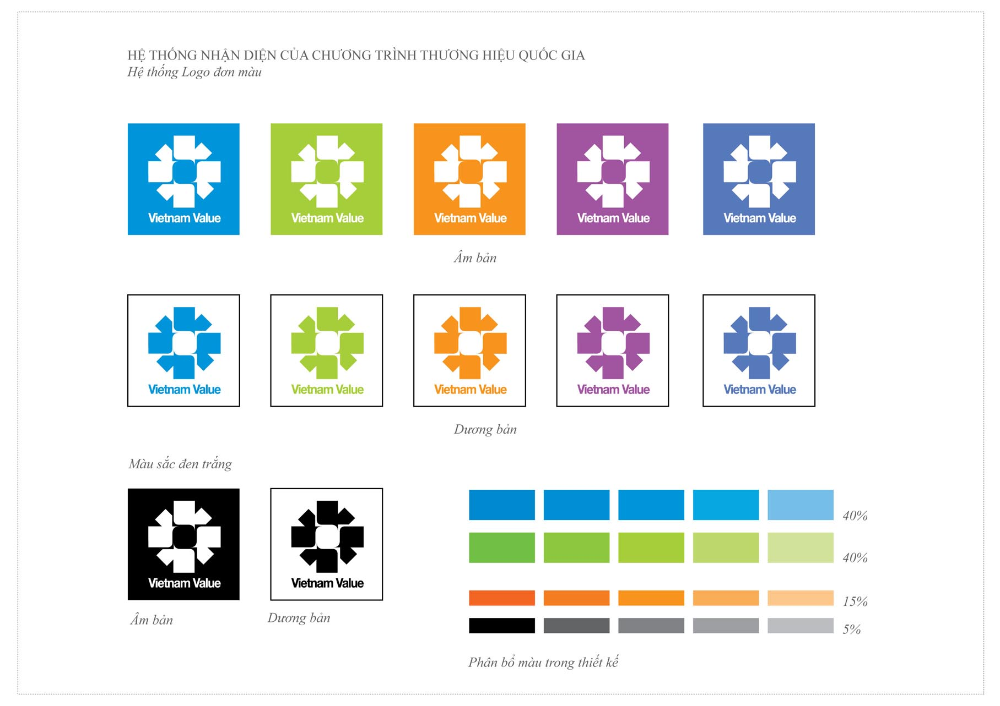 HỆ THỐNG NHẬN DIỆN CỦA CHƯƠNG TRÌNH THƯƠNG HIỆU QUỐC GIA
Hệ thống Logo đơn màu
Vietnam Value
Vietnam Value
Vietnam Value
Vietnam Value
Vietnam Value
Âm bản
Vietnam Value
Vietnam Value
Vietnam Value
Vietnam Value
Vietnam Value
Dương bản
Màu sắc đen trắng
Vietnam Value
Vietnam Value
Âm bản
Dương bản
40%
40%
15%
5%
Phân bổ màu trong thiết kế